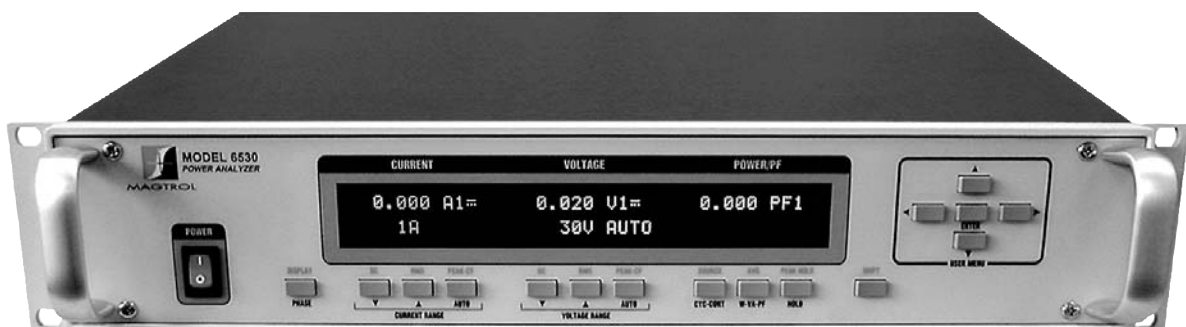 MODEL 6530
POWER ANALYZER
MAGTROL
POWER
I
O
CURRENT VOLTAGE POWER/PF
0.000 A1 0.020 V1 0.000 PF1
1A 30V AUTO
DISPLAY DC RMS PEAK-CF DC RMS PEAK-CF SOURCE AVG PEAK HOLD SHIFT
PHASE AUTO AUTO CYC-CONT W-VA-PF HOLD
CURRENT RANGE VOLTAGE RANGE
ENTER
USER MENU